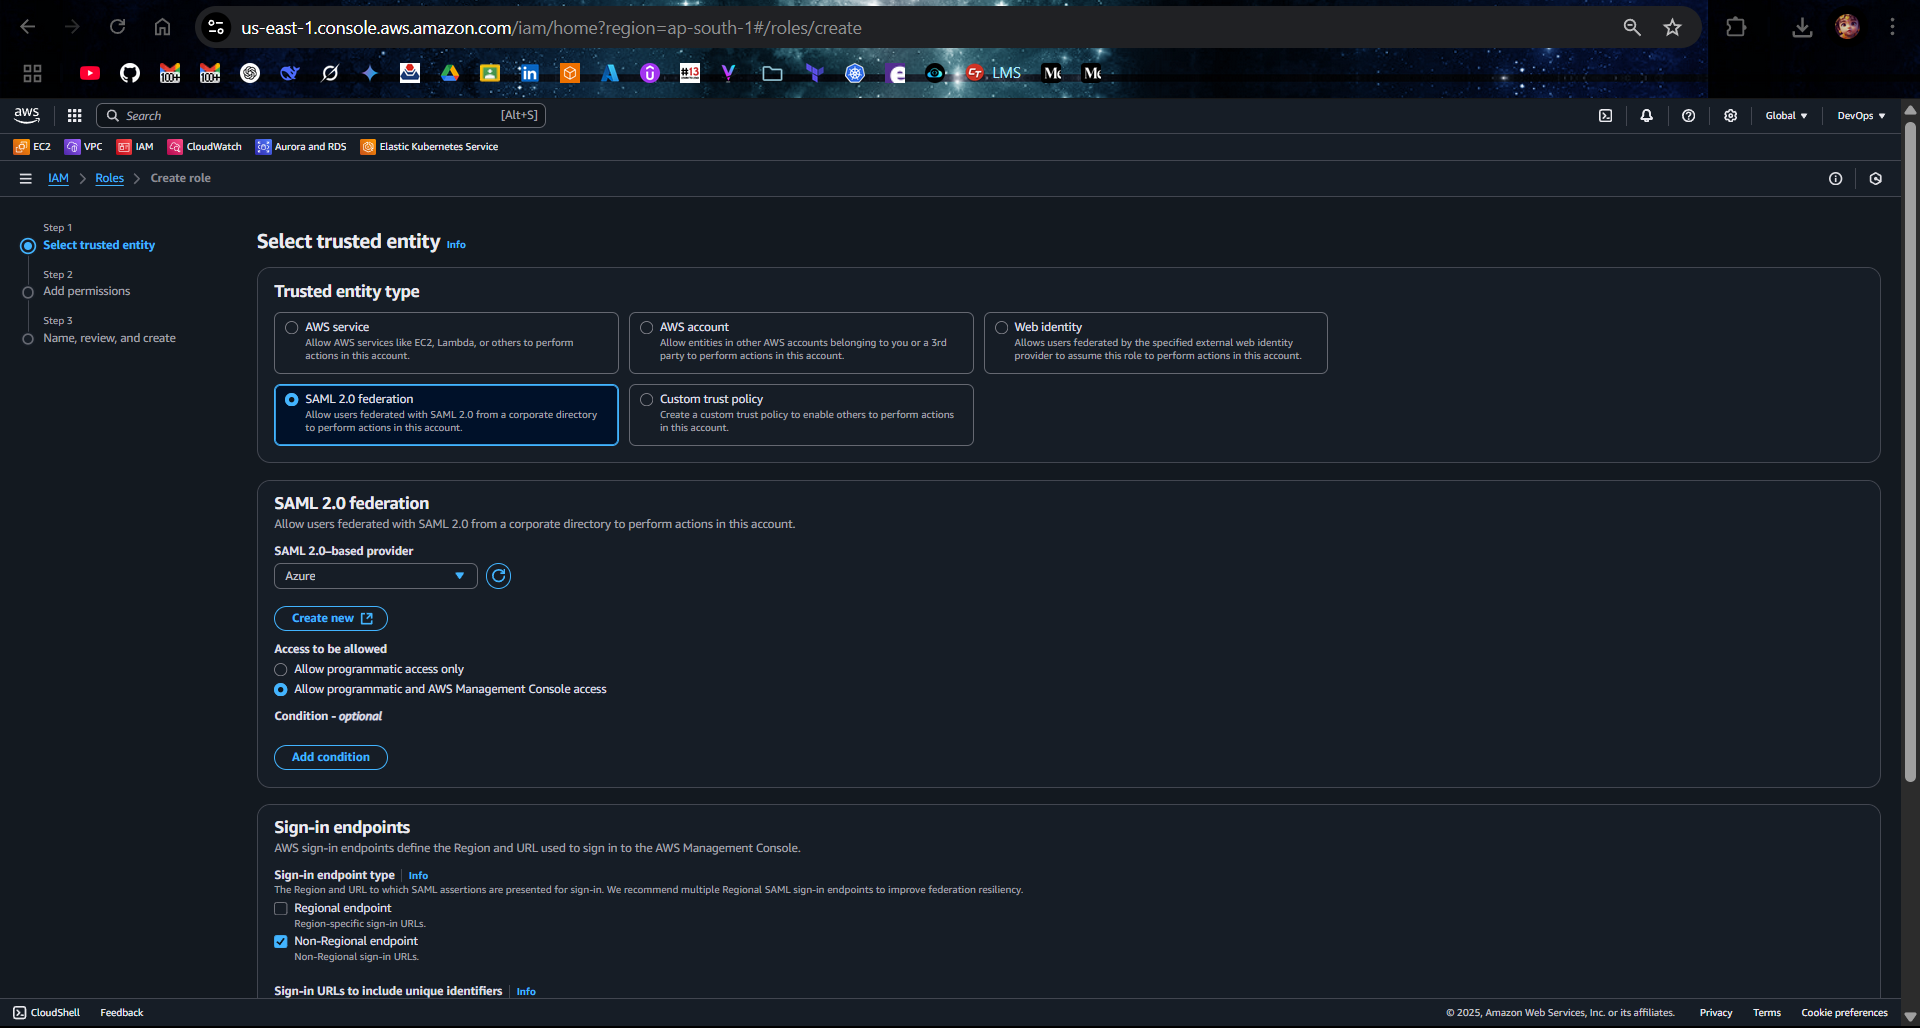 us-east-1.console.aws.amazon.com/iam/home?region=ap-south-1#/roles/create
100+
100+
#13
LMS
aws
Search
[Alt+S]
Global
DevOps
EC2
VPC
IAM
CloudWatch
Aurora and RDS
Elastic Kubernetes Service
IAM
Roles
Create role
Step 1
Select trusted entity
Step 2
Add permissions
Step 3
Name, review, and create
Select trusted entity Info
Trusted entity type
AWS service
Allow AWS services like EC2, Lambda, or others to perform
actions in this account.
AWS account
Allow entities in other AWS accounts belonging to you or a 3rd
party to perform actions in this account.
Web identity
Allows users federated by the specified external web identity
provider to assume this role to perform actions in this account.
SAML 2.0 federation
Allow users federated with SAML 2.0 from a corporate directory
to perform actions in this account.
Custom trust policy
Create a custom trust policy to enable others to perform actions
in this account.
SAML 2.0 federation
Allow users federated with SAML 2.0 from a corporate directory to perform actions in this account.
SAML 2.0–based provider
Azure
Create new
Access to be allowed
Allow programmatic access only
Allow programmatic and AWS Management Console access
Condition - optional
Add condition
Sign-in endpoints
AWS sign-in endpoints define the Region and URL used to sign in to the AWS Management Console.
Sign-in endpoint type Info
The Region and URL to which SAML assertions are presented for sign-in. We recommend multiple Regional SAML sign-in endpoints to improve federation resiliency.
Regional endpoint
Region-specific sign-in URLs.
Non-Regional endpoint
Non-Regional sign-in URLs.
Sign-in URLs to include unique identifiers Info
CloudShell
Feedback
© 2025, Amazon Web Services, Inc. or its affiliates.
Privacy
Terms
Cookie preferences